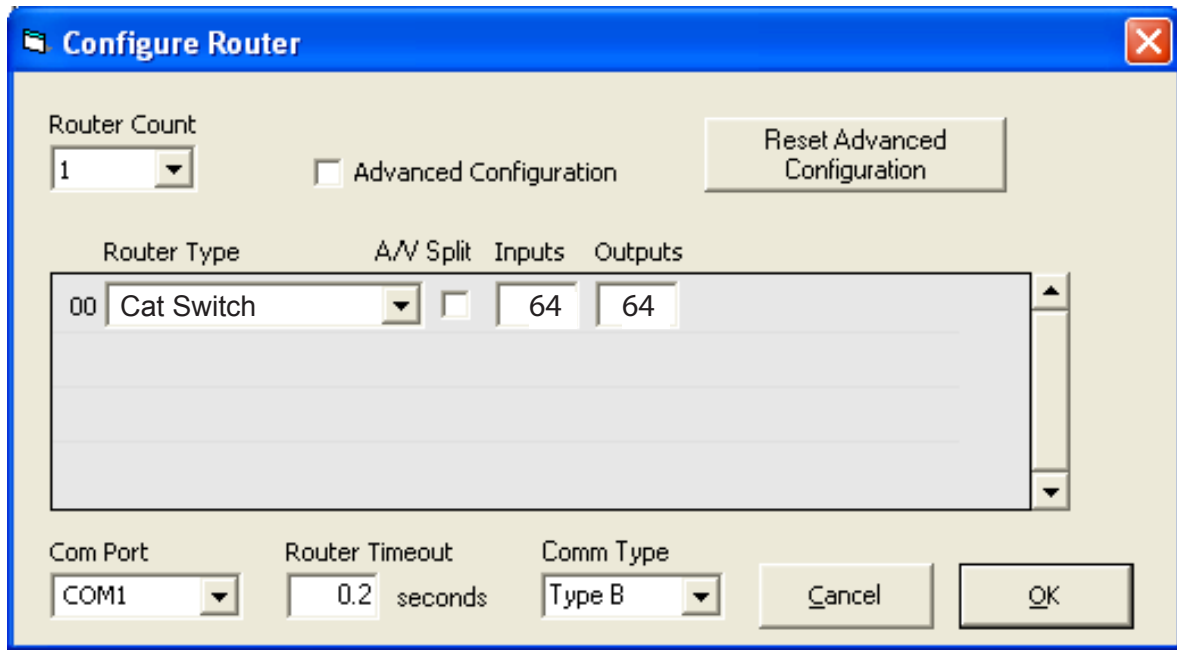 Configure Router
Router Count
1
Advanced Configuration
Reset Advanced
Configuration
Router Type A/V Split Inputs Outputs
00 Cat Switch 64 64
Com Port Router Timeout Comm Type
COM1 0.2 seconds Type B Cancel OK